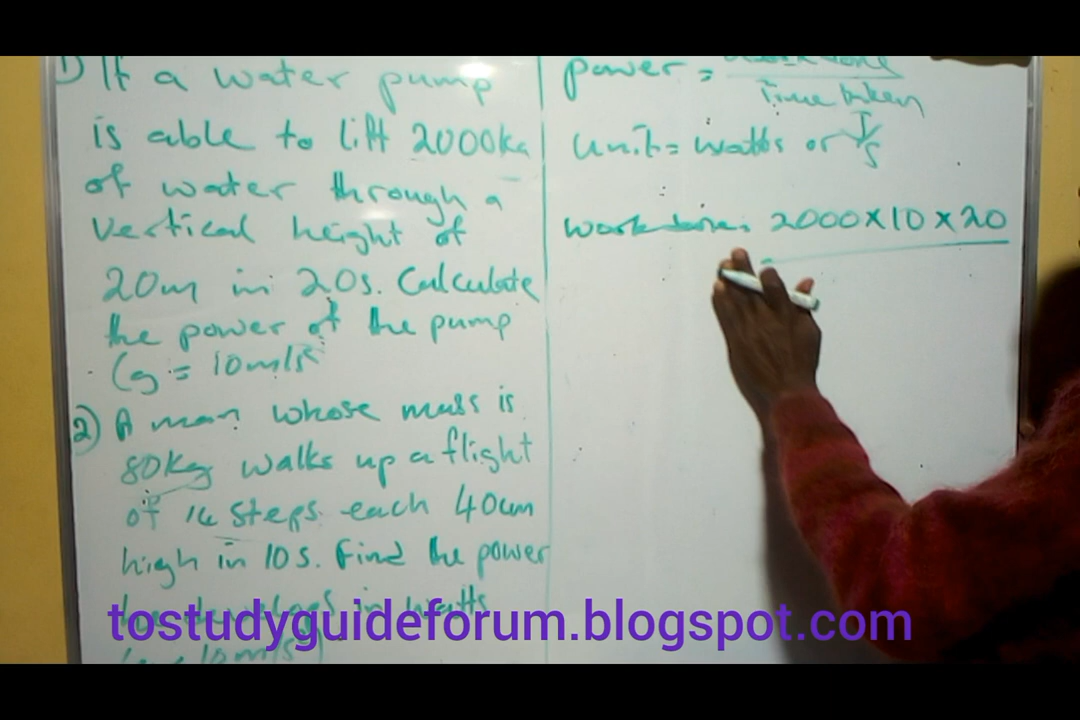 1) If a water pump
is able to lift 2000kg
of water through a
vertical height of
20m in 20s. Calculate
the power of the pump
(g = 10m/s²
2) A man whose mass is
80kg walks up a flight
of 14 steps each 40cm
high in 10s. Find the power
in watts
power =
Time taken
unit = watts or J/s
work done = 2000 × 10 × 20
tostudyguideforum.blogspot.com